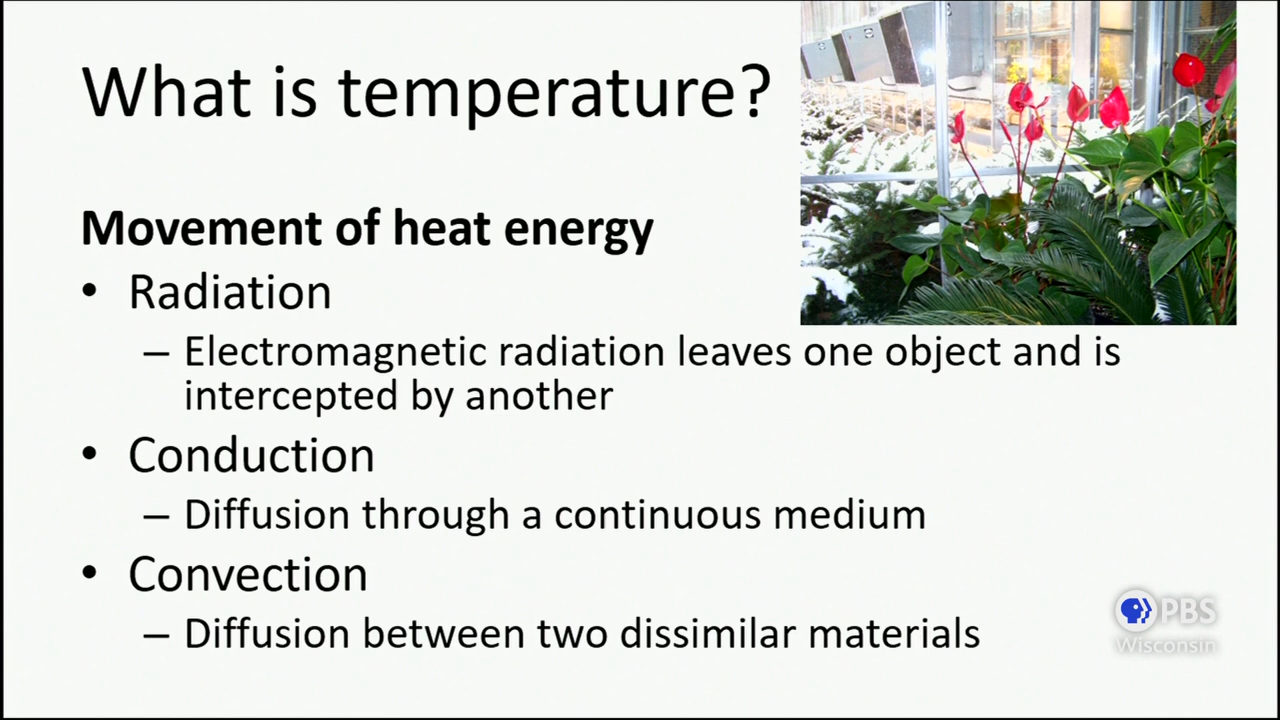 What is temperature?
Movement of heat energy
• Radiation
– Electromagnetic radiation leaves one object and is
intercepted by another
• Conduction
– Diffusion through a continuous medium
• Convection
– Diffusion between two dissimilar materials
PBS
Wisconsin